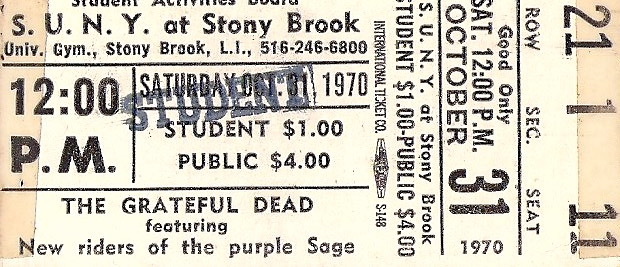 Student Activities Board
S. U. N. Y. at Stony Brook
Univ. Gym., Stony Brook, L.I., 516-246-6800
12:00 P.M.
SATURDAY OCT. 31 1970
STUDENT
STUDENT $1.00
PUBLIC $4.00
THE GRATEFUL DEAD
featuring
New riders of the purple Sage
INTERNATIONAL TICKET CO.
S-148
STUDENT $1.00-PUBLIC $4.00
S. U. N. Y. at Stony Brook
OCTOBER 31
SAT. 12:00 P.M.
1970
Good Only
ROW SEC. SEAT
21 1 11